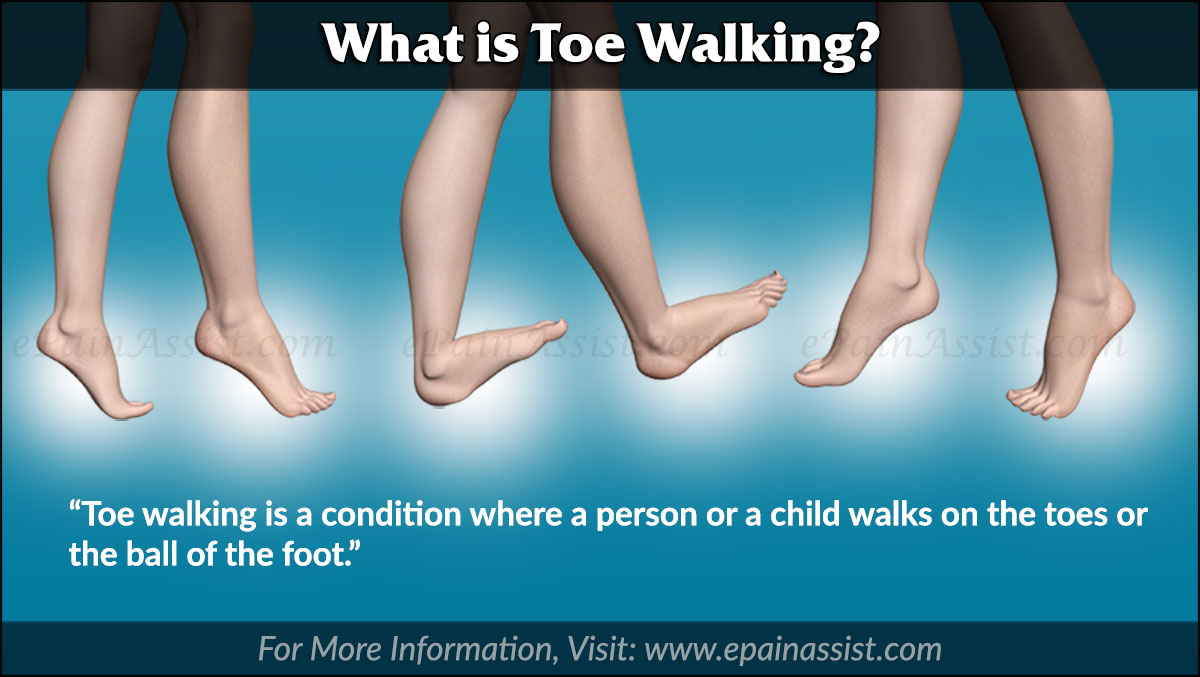 What is Toe Walking?
ePainAssist.com ePainAssist.com ePainAssist.com
“Toe walking is a condition where a person or a child walks on the toes or
the ball of the foot.”
For More Information, Visit: www.epainassist.com